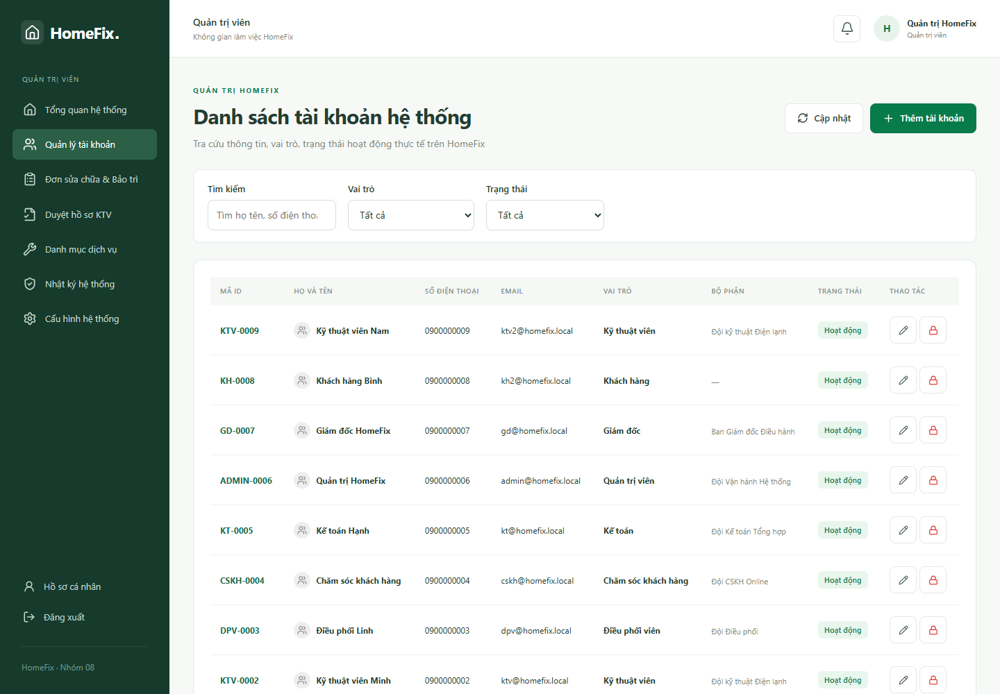 HomeFix.
QUẢN TRỊ VIÊN
Tổng quan hệ thống
Quản lý tài khoản
Đơn sửa chữa & Bảo trì
Duyệt hồ sơ KTV
Danh mục dịch vụ
Nhật ký hệ thống
Cấu hình hệ thống
Hồ sơ cá nhân
Đăng xuất
HomeFix · Nhóm 08
Quản trị viên
Không gian làm việc HomeFix
H
Quản trị HomeFix
Quản trị viên
QUẢN TRỊ HOMEFIX
Danh sách tài khoản hệ thống
Tra cứu thông tin, vai trò, trạng thái hoạt động thực tế trên HomeFix
Cập nhật
Thêm tài khoản
Tìm kiếm Vai trò Trạng thái
Tìm họ tên, số điện tho Tất cả Tất cả
MÃ ID HỌ VÀ TÊN SỐ ĐIỆN THOẠI EMAIL VAI TRÒ BỘ PHẬN TRẠNG THÁI THAO TÁC
KTV-0009 Kỹ thuật viên Nam 0900000009 ktv2@homefix.local Kỹ thuật viên Đội kỹ thuật Điện lạnh Hoạt động
KH-0008 Khách hàng Bình 0900000008 kh2@homefix.local Khách hàng — Hoạt động
GD-0007 Giám đốc HomeFix 0900000007 gd@homefix.local Giám đốc Ban Giám đốc Điều hành Hoạt động
ADMIN-0006 Quản trị HomeFix 0900000006 admin@homefix.local Quản trị viên Đội Vận hành Hệ thống Hoạt động
KT-0005 Kế toán Hạnh 0900000005 kt@homefix.local Kế toán Đội Kế toán Tổng hợp Hoạt động
CSKH-0004 Chăm sóc khách hàng 0900000004 cskh@homefix.local Chăm sóc khách hàng Đội CSKH Online Hoạt động
DPV-0003 Điều phối Linh 0900000003 dpv@homefix.local Điều phối viên Đội Điều phối Hoạt động
KTV-0002 Kỹ thuật viên Minh 0900000002 ktv@homefix.local Kỹ thuật viên Đội kỹ thuật Điện lạnh Hoạt động